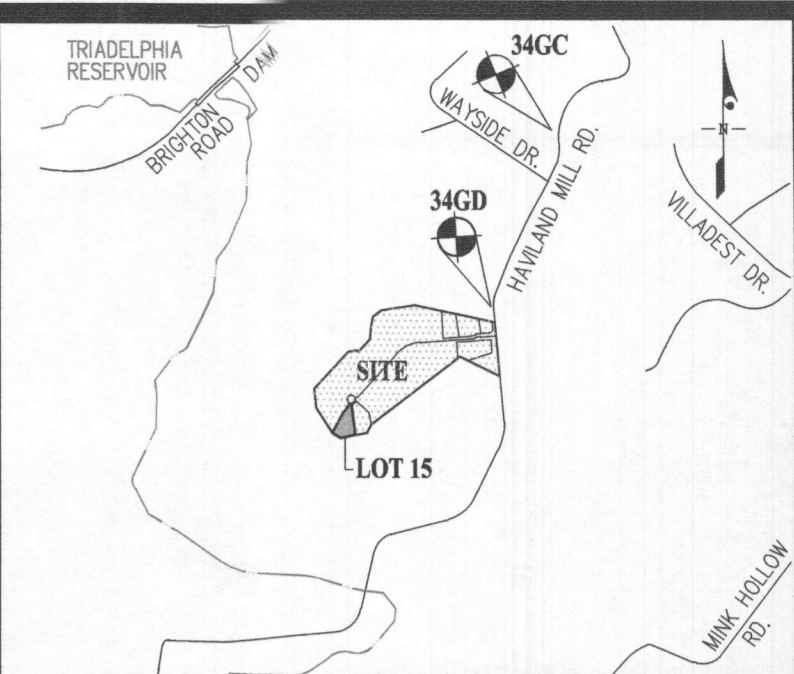 TRIADELPHIA
RESERVOIR
BRIGHTON DAM
ROAD
34GC
WAYSIDE DR.
HAVILAND MILL RD.
N
VILLADEST DR.
34GD
SITE
LOT 15
MINK HOLLOW
RD.